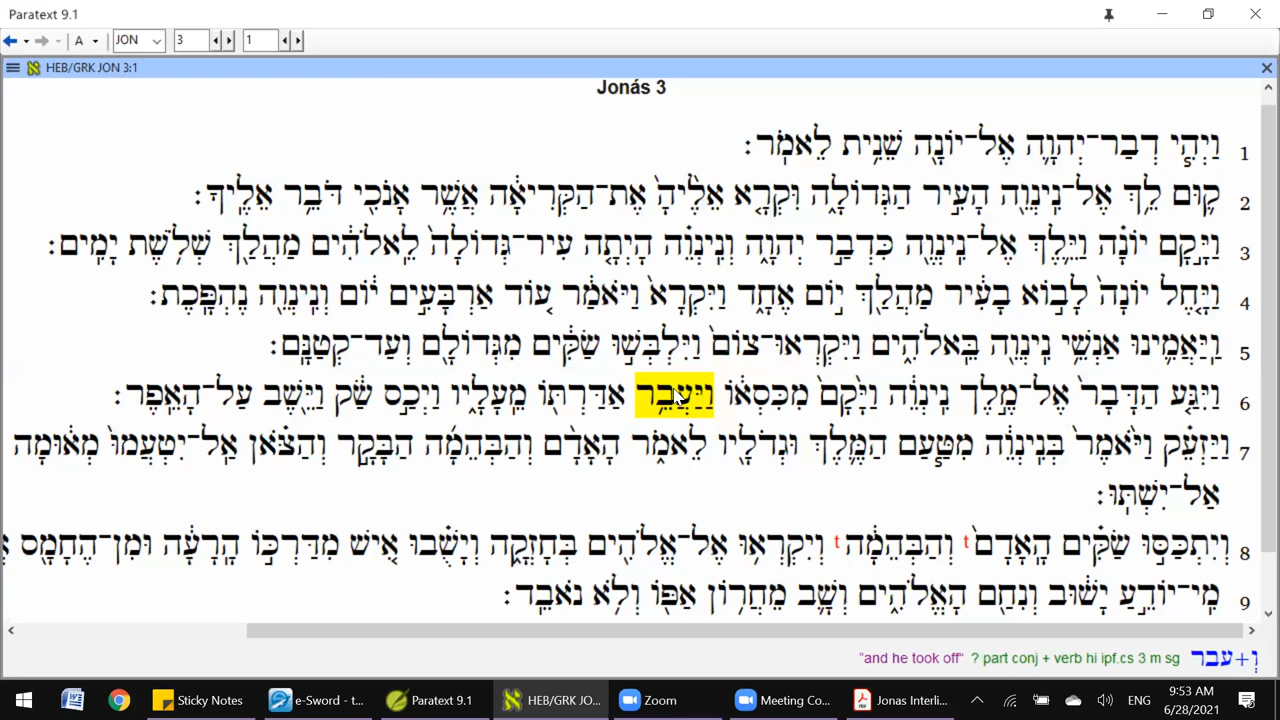 Paratext 9.1
A JON 3 1
HEB/GRK JON 3:1
Jonás 3
1 וַיְהִ֧י דְבַר־יְהוָ֛ה אֶל־יוֹנָ֖ה שֵׁנִ֥ית לֵאמֹֽר׃
2 ק֛וּם לֵ֥ךְ אֶל־נִֽינְוֵ֖ה הָעִ֣יר הַגְּדוֹלָ֑ה וִּקְרָ֤א אֵלֶ֙יהָ֙ אֶת־הַקְּרִיאָ֔ה אֲשֶׁ֥ר אָנֹכִ֖י דֹּבֵ֥ר אֵלֶֽיךָ׃
3 וַיָּ֣קָם יוֹנָ֗ה וַיֵּ֛לֶךְ אֶל־נִֽינְוֶ֖ה כִּדְבַ֣ר יְהוָ֑ה וְנִֽינְוֵ֗ה הָיְתָ֤ה עִיר־גְּדוֹלָה֙ לֵֽאלֹהִ֔ים מַהֲלַ֖ךְ שְׁלֹ֥שֶׁת יָמִֽים׃
4 וַיָּ֤חֶל יוֹנָה֙ לָב֣וֹא בָעִ֔יר מַהֲלַ֖ךְ י֣וֹם אֶחָ֑ד וַיִּקְרָא֙ וַיֹּאמַ֔ר ע֚וֹד אַרְבָּעִ֣ים י֔וֹם וְנִֽינְוֵ֖ה נֶהְפָּֽכֶת׃
5 וַֽיַּאֲמִ֛ינוּ אַנְשֵׁ֥י נִֽינְוֵ֖ה בֵּֽאלֹהִ֑ים וַיִּקְרְאוּ־צוֹם֙ וַיִּלְבְּשׁ֣וּ שַׂקִּ֔ים מִגְּדוֹלָ֖ם וְעַד־קְטַנָּֽם׃
6 וַיִּגַּ֤ע הַדָּבָר֙ אֶל־מֶ֣לֶךְ נִֽינְוֵ֔ה וַיָּ֙קָם֙ מִכִּסְא֔וֹ וַיַּעֲבֵ֥ר אַדַּרְתּ֖וֹ מֵֽעָלָ֑יו וַיְכַ֣ס שַׂ֔ק וַיֵּ֖שֶׁב עַל־הָאֵֽפֶר׃
7 וַיַּזְעֵ֗ק וַיֹּ֙אמֶר֙ בְּנִֽינְוֵ֔ה מִטַּ֧עַם הַמֶּ֛לֶךְ וּגְדֹלָ֖יו לֵאמֹ֑ר הָאָדָ֨ם וְהַבְּהֵמָ֜ה הַבָּקָ֣ר וְהַצֹּ֗אן אַֽל־יִטְעֲמוּ֙ מְא֔וּמָה
אַל־יִשְׁתּֽוּ׃
8 וְיִתְכַּסּ֣וּ שַׂקִּ֗ים הָֽאָדָם֙ t וְהַבְּהֵמָ֔ה t וְיִקְרְא֥וּ אֶל־אֱלֹהִ֖ים בְּחָזְקָ֑ה וְיָשֻׁ֗בוּ אִ֚ישׁ מִדַּרְכּ֣וֹ הָֽרָעָ֔ה וּמִן־הֶחָמָ֖ס
9 מִֽי־יוֹדֵ֣עַ יָשׁ֔וּב וְנִחַ֖ם הָאֱלֹהִ֑ים וְשָׁ֛ב מֵחֲר֥וֹן אַפּ֖וֹ וְלֹ֥א נֹאבֵֽד׃
"and he took off" ? part conj + verb hi ipf.cs 3 m sg וְ+עבר
Sticky Notes e-Sword - t... Paratext 9.1 HEB/GRK JO... Zoom Meeting Co... Jonas Interli... ENG 9:53 AM
6/28/2021